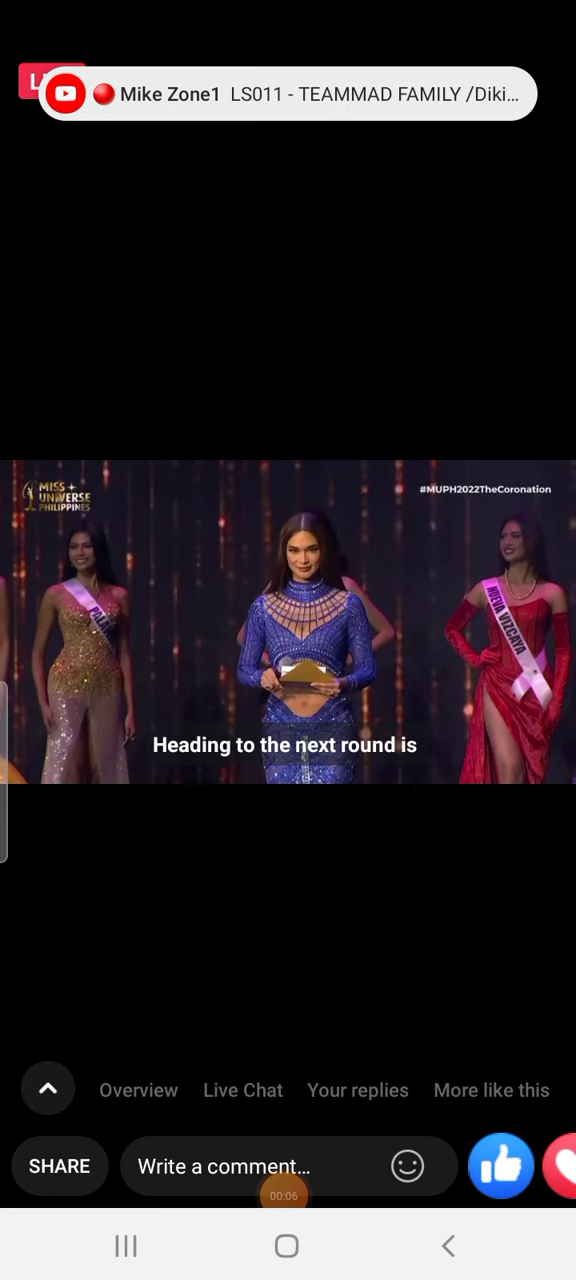 Mike Zone1 LS011 - TEAMMAD FAMILY /Diki...
MISS
UNIVERSE
PHILIPPINES
#MUPH2022TheCoronation
NUEVA VIZCAYA
Heading to the next round is
Overview Live Chat Your replies More like this
SHARE Write a comment...
00:06